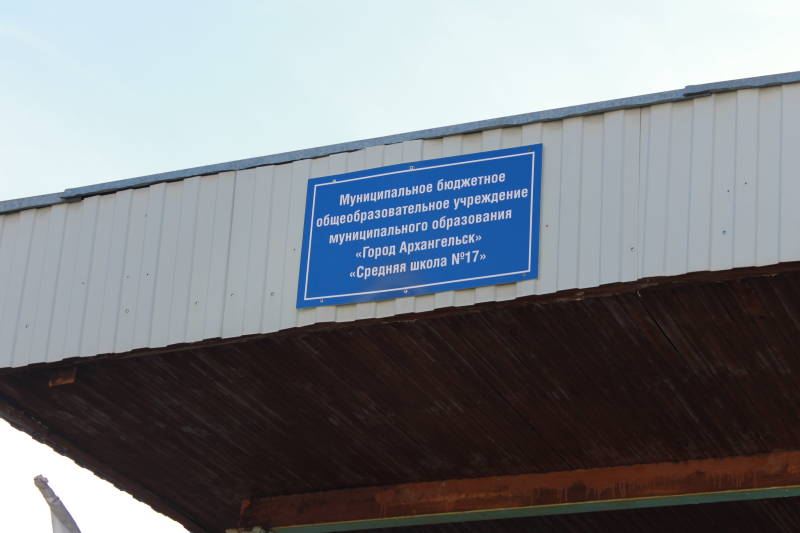 Муниципальное бюджетное
общеобразовательное учреждение
муниципального образования
«Город Архангельск»
«Средняя школа №17»